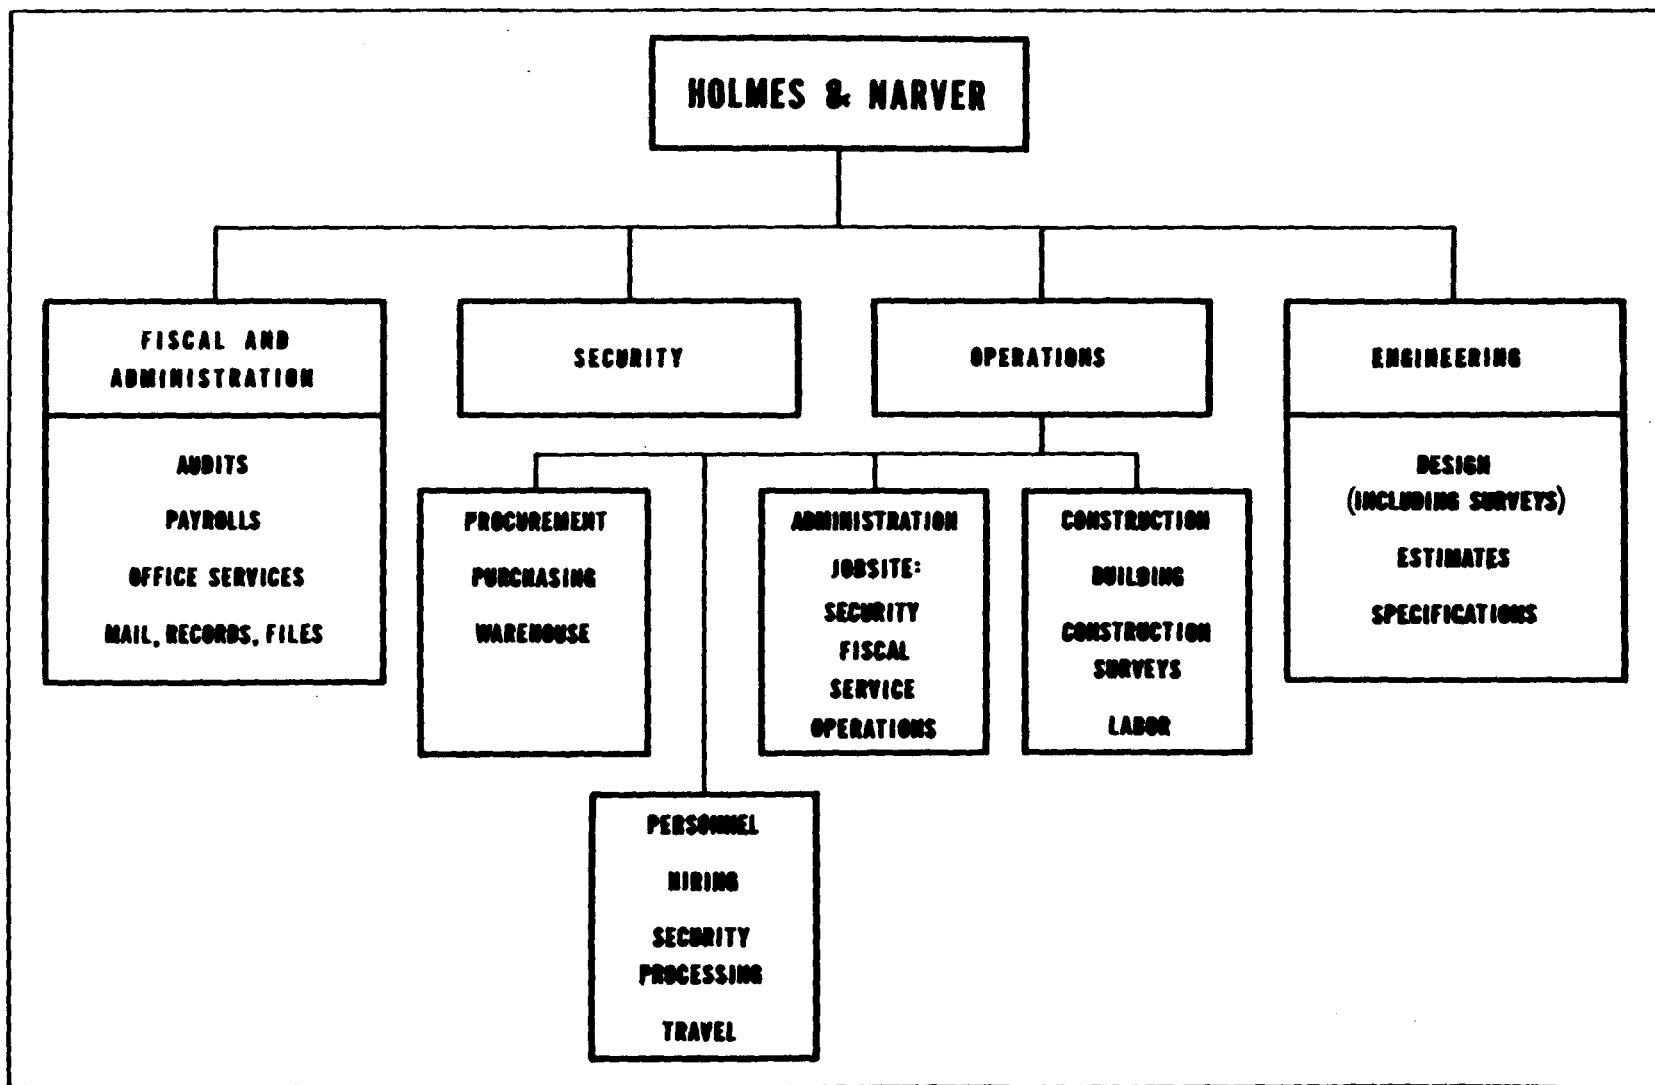 HOLMES & NARVER
FISCAL AND
ADMINISTRATION
AUDITS
PAYROLLS
OFFICE SERVICES
MAIL, RECORDS, FILES
SECURITY
OPERATIONS
PROCUREMENT
PURCHASING
WAREHOUSE
PERSONNEL
HIRING
SECURITY
PROCESSING
TRAVEL
ADMINISTRATION
JOBSITE:
SECURITY
FISCAL
SERVICE
OPERATIONS
CONSTRUCTION
BUILDING
CONSTRUCTION
SURVEYS
LABOR
ENGINEERING
DESIGN
(INCLUDING SURVEYS)
ESTIMATES
SPECIFICATIONS